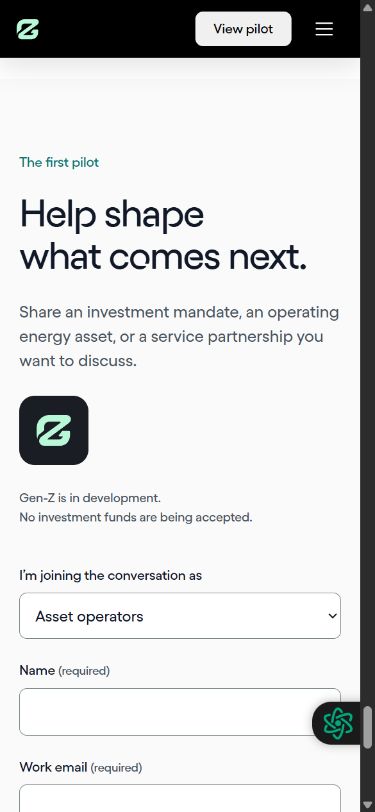 View pilot
The first pilot
Help shape
what comes next.
Share an investment mandate, an operating
energy asset, or a service partnership you
want to discuss.
Gen-Z is in development.
No investment funds are being accepted.
I’m joining the conversation as
Asset operators
Name (required)
Work email (required)